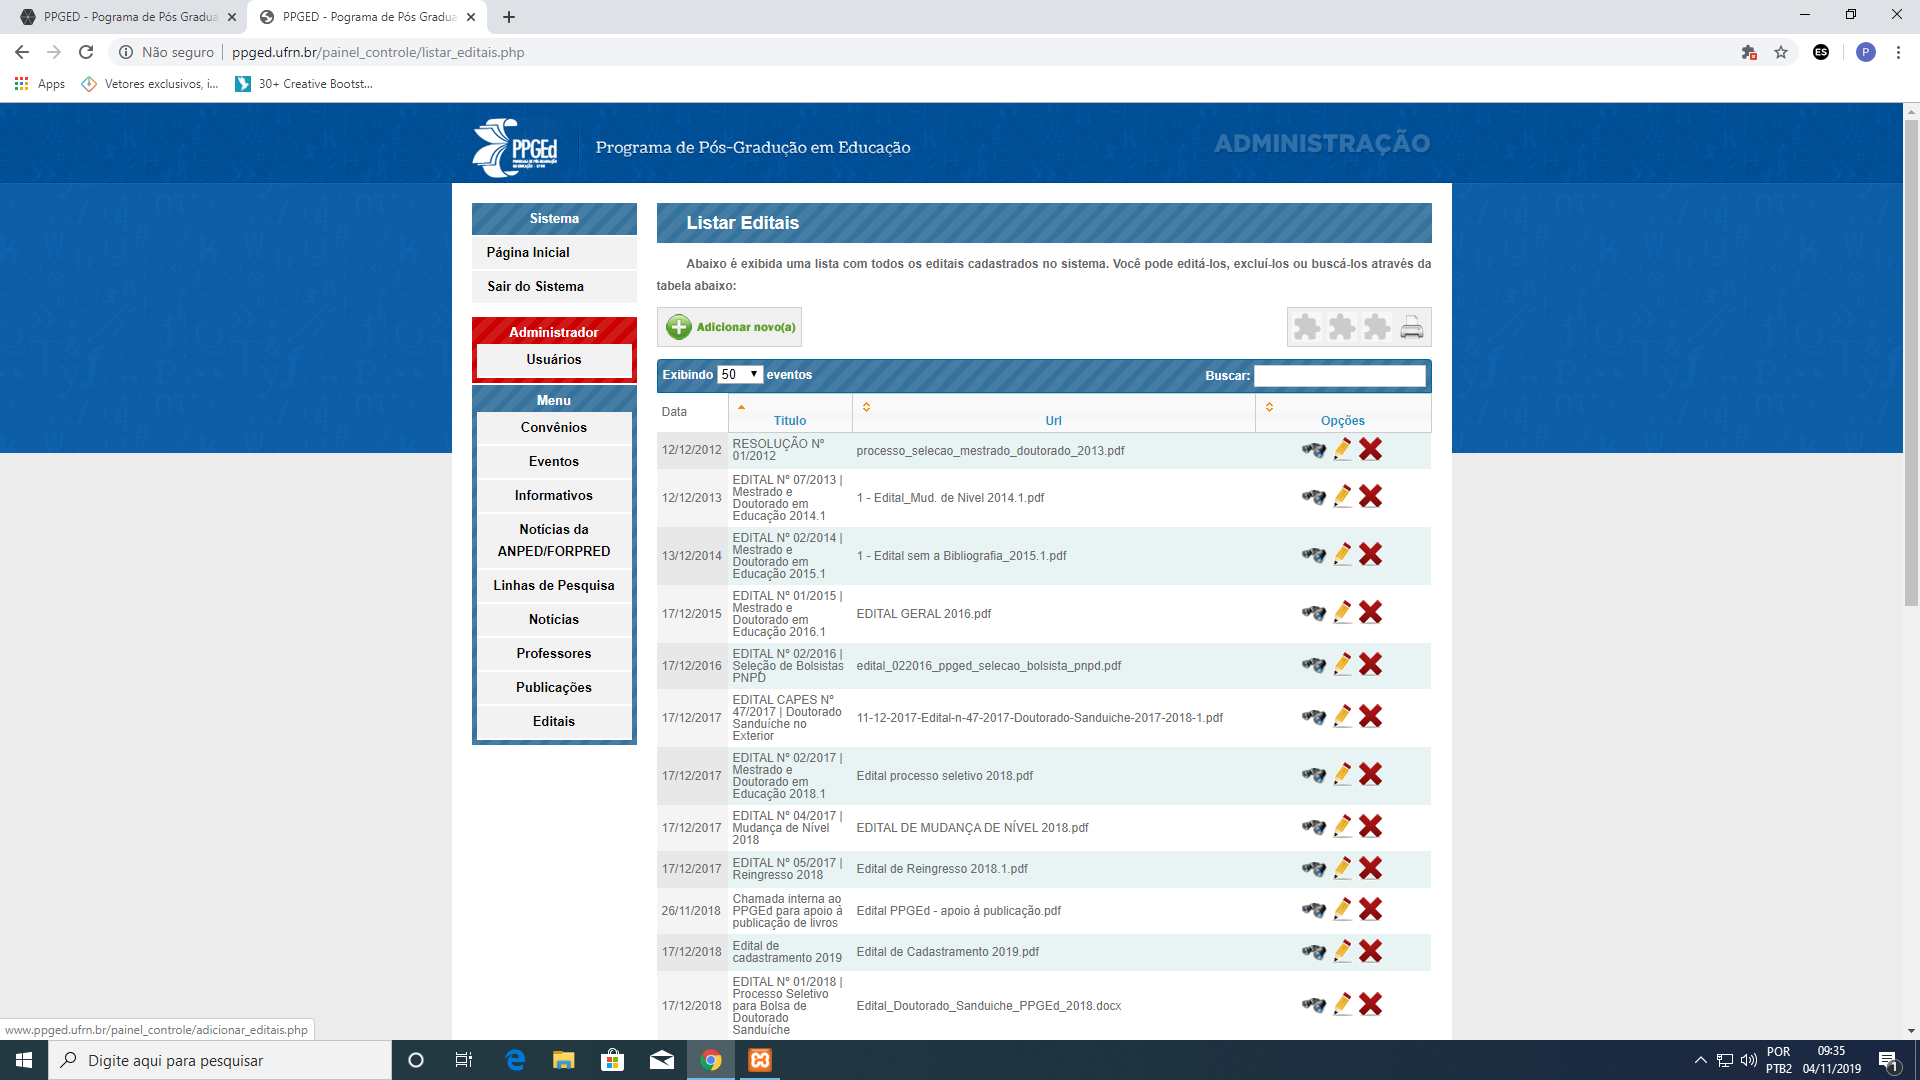 PPGED - Pograma de Pós Gradua
PPGED - Pograma de Pós Gradua
Não seguro
ppged.ufrn.br/painel_controle/listar_editais.php
ES
P
Apps
Vetores exclusivos, i...
30+ Creative Bootst...
PPGEd
Programa de Pós-Gradução em Educação
ADMINISTRAÇÃO
Sistema
Página Inicial
Sair do Sistema
Administrador
Usuários
Menu
Convênios
Eventos
Informativos
Notícias da
ANPED/FORPRED
Linhas de Pesquisa
Notícias
Professores
Publicações
Editais
Listar Editais
Abaixo é exibida uma lista com todos os editais cadastrados no sistema. Você pode editá-los, excluí-los ou buscá-los através da
tabela abaixo:
Adicionar novo(a)
Exibindo 50 eventos
Buscar:
Data
Titulo
Url
Opções
12/12/2012
RESOLUÇÃO Nº
01/2012
processo_selecao_mestrado_doutorado_2013.pdf
12/12/2013
EDITAL Nº 07/2013 |
Mestrado e
Doutorado em
Educação 2014.1
1 - Edital_Mud. de Nivel 2014.1.pdf
13/12/2014
EDITAL Nº 02/2014 |
Mestrado e
Doutorado em
Educação 2015.1
1 - Edital sem a Bibliografia_2015.1.pdf
17/12/2015
EDITAL Nº 01/2015 |
Mestrado e
Doutorado em
Educação 2016.1
EDITAL GERAL 2016.pdf
17/12/2016
EDITAL Nº 02/2016 |
Seleção de Bolsistas
PNPD
edital_022016_ppged_selecao_bolsista_pnpd.pdf
17/12/2017
EDITAL CAPES Nº
47/2017 | Doutorado
Sanduíche no
Exterior
11-12-2017-Edital-n-47-2017-Doutorado-Sanduiche-2017-2018-1.pdf
17/12/2017
EDITAL Nº 02/2017 |
Mestrado e
Doutorado em
Educação 2018.1
Edital processo seletivo 2018.pdf
17/12/2017
EDITAL Nº 04/2017 |
Mudança de Nível
2018
EDITAL DE MUDANÇA DE NÍVEL 2018.pdf
17/12/2017
EDITAL Nº 05/2017 |
Reingresso 2018
Edital de Reingresso 2018.1.pdf
26/11/2018
Chamada interna ao
PPGEd para apoio à
publicação de livros
Edital PPGEd - apoio à publicação.pdf
17/12/2018
Edital de
cadastramento 2019
Edital de Cadastramento 2019.pdf
17/12/2018
EDITAL Nº 01/2018 |
Processo Seletivo
para Bolsa de
Doutorado
Sanduíche
Edital_Doutorado_Sanduiche_PPGEd_2018.docx
www.ppged.ufrn.br/painel_controle/adicionar_editais.php
Digite aqui para pesquisar
POR
PTB2
09:35
04/11/2019
1